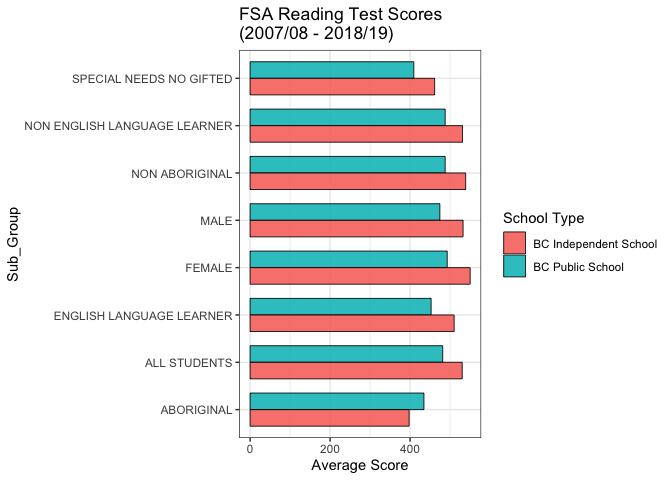 FSA Reading Test Scores
(2007/08 - 2018/19)
SPECIAL NEEDS NO GIFTED
NON ENGLISH LANGUAGE LEARNER
NON ABORIGINAL
MALE
FEMALE
ENGLISH LANGUAGE LEARNER
ALL STUDENTS
ABORIGINAL
Sub_Group
0 200 400
Average Score
School Type
BC Independent School
BC Public School